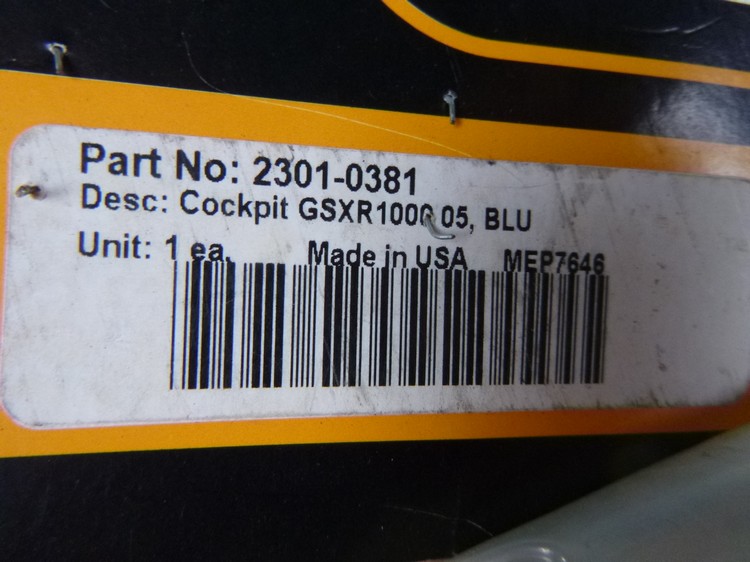 Part No: 2301-0381
Desc: Cockpit GSXR1000 05, BLU
Unit: 1 ea. Made in USA MEP7646